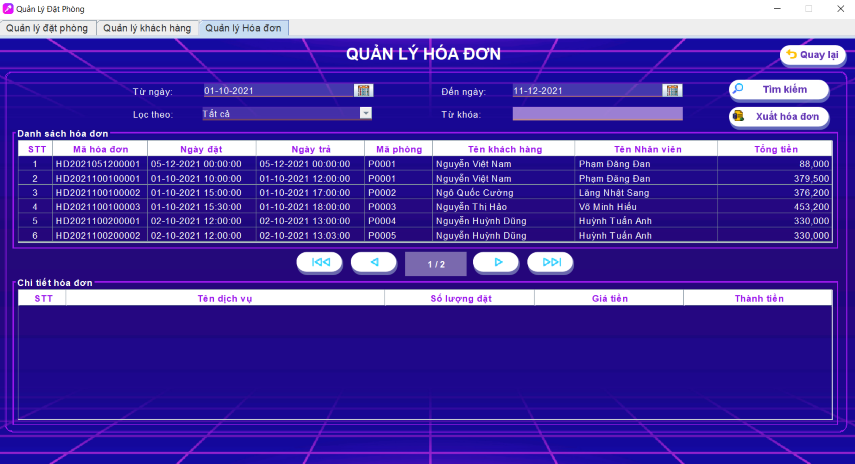 Quản Lý Đặt Phòng
Quản lý đặt phòng Quản lý khách hàng Quản lý Hóa đơn
QUẢN LÝ HÓA ĐƠN
Quay lại
Từ ngày: 01-10-2021 Đến ngày: 11-12-2021 Tìm kiếm
Lọc theo: Tất cả Từ khóa: Xuất hóa đơn
Danh sách hóa đơn
STT Mã hóa đơn Ngày đặt Ngày trả Mã phòng Tên khách hàng Tên Nhân viên Tổng tiền
1 HD2021051200001 05-12-2021 00:00:00 05-12-2021 00:00:00 P0001 Nguyễn Việt Nam Phạm Đăng Đan 88,000
2 HD2021100100001 01-10-2021 10:00:00 01-10-2021 12:00:00 P0001 Nguyễn Việt Nam Phạm Đăng Đan 379,500
3 HD2021100100002 01-10-2021 15:00:00 01-10-2021 17:00:00 P0002 Ngô Quốc Cường Lăng Nhật Sang 376,200
4 HD2021100100003 01-10-2021 15:30:00 01-10-2021 18:00:00 P0003 Nguyễn Thị Hảo Võ Minh Hiếu 453,200
5 HD2021100200001 02-10-2021 12:00:00 02-10-2021 13:00:00 P0004 Nguyễn Huỳnh Dũng Huỳnh Tuấn Anh 330,000
6 HD2021100200002 02-10-2021 12:00:00 02-10-2021 13:03:00 P0005 Nguyễn Huỳnh Dũng Huỳnh Tuấn Anh 330,000
1 / 2
Chi tiết hóa đơn
STT Tên dịch vụ Số lượng đặt Giá tiền Thành tiền